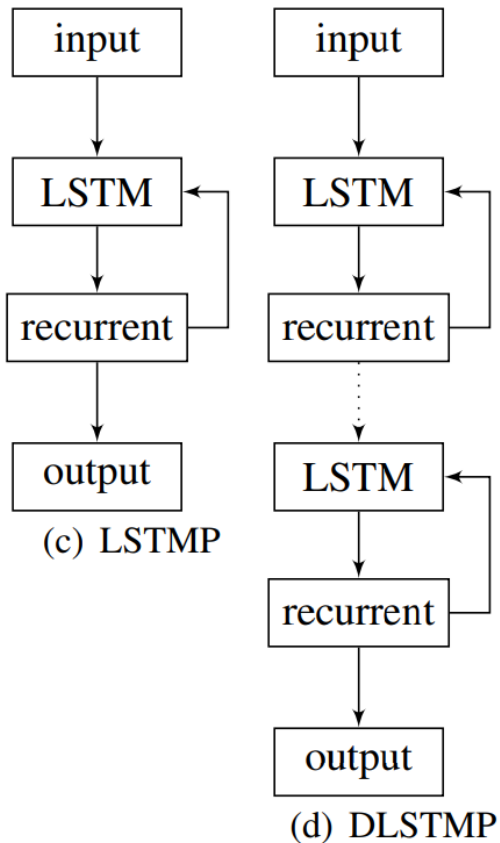 input
LSTM
recurrent
output
(c) LSTMP
input
LSTM
recurrent
LSTM
recurrent
output
(d) DLSTMP